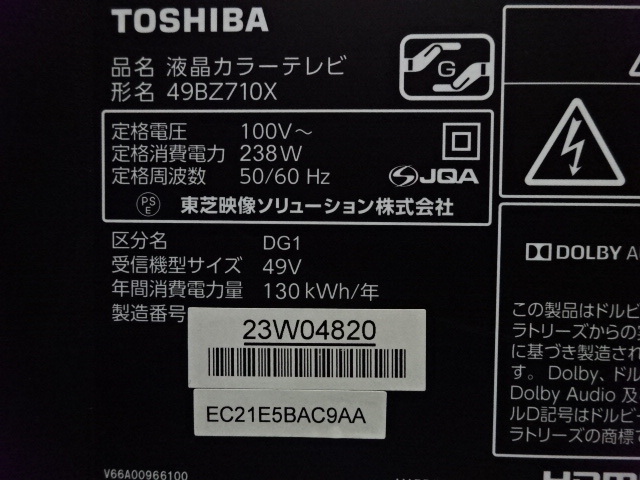 TOSHIBA
品名 液晶カラーテレビ
形名 49BZ710X
G
定格電圧 100V～
定格消費電力 238W
定格周波数 50/60 Hz
JQA
PSE 東芝映像ソリューション株式会社
区分名 DG1
受信機型サイズ 49V
年間消費電力量 130kWh/年
製造番号
23W04820
EC21E5BAC9AA
V66A00966100
DOLBY AU
この製品はドルビ
ラトリーズからの
に基づき製造され
す。Dolby、ドル
Dolby Audio 及
ルD記号はドルビー
ラトリーズの商標